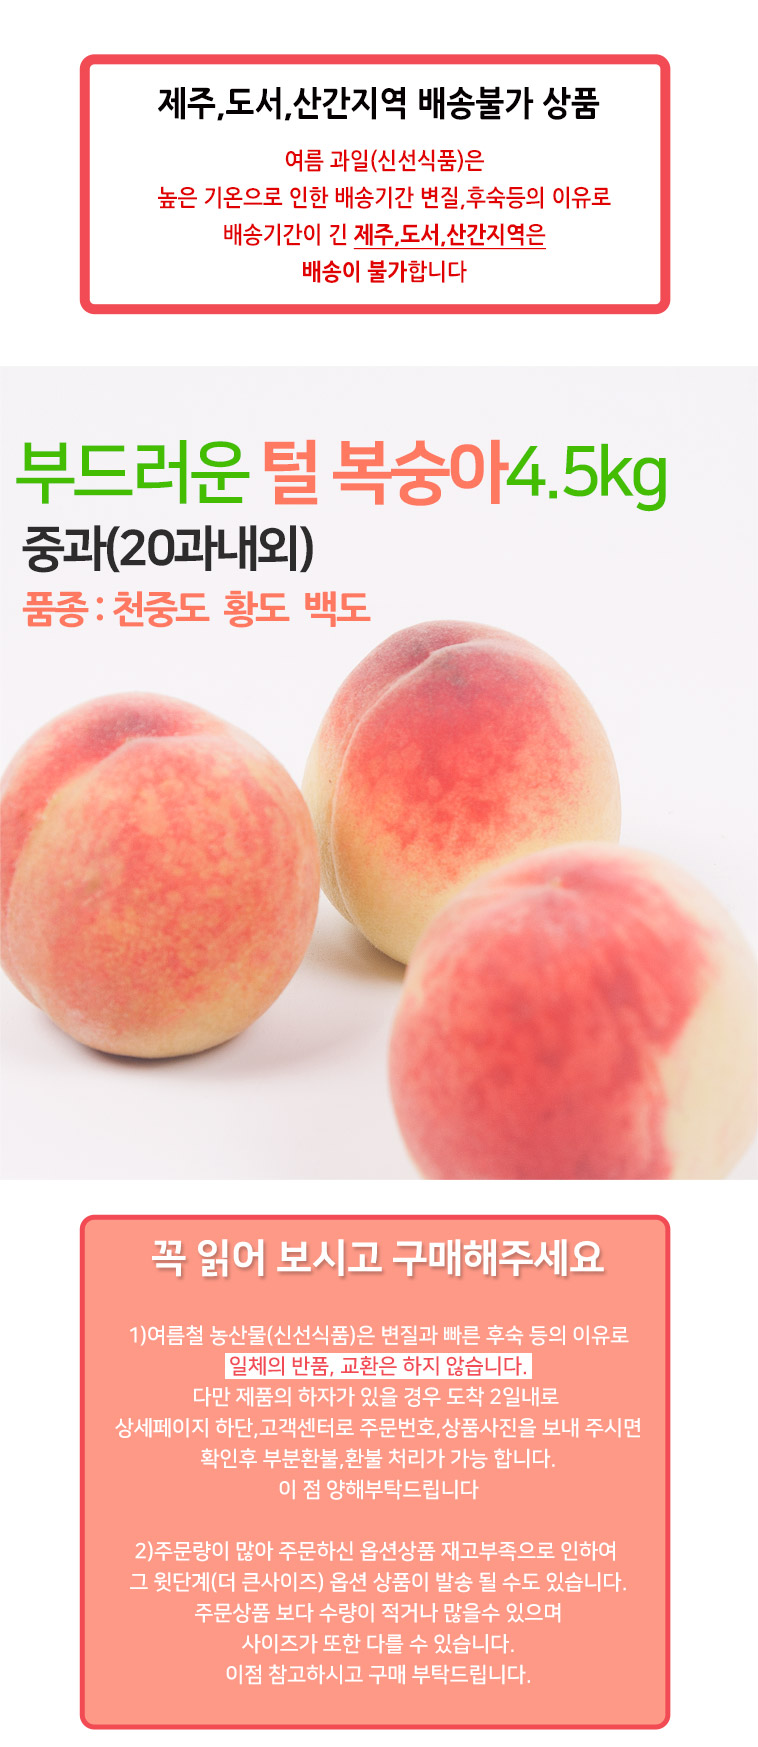 제주,도서,산간지역 배송불가 상품
여름 과일(신선식품)은
높은 기온으로 인한 배송기간 변질,후숙등의 이유로
배송기간이 긴 제주,도서,산간지역은
배송이 불가합니다
부드러운 털 복숭아4.5kg
중과(20과내외)
품종 : 천중도 황도 백도
꼭 읽어 보시고 구매해주세요
1)여름철 농산물(신선식품)은 변질과 빠른 후숙 등의 이유로
일체의 반품, 교환은 하지 않습니다.
다만 제품의 하자가 있을 경우 도착 2일내로
상세페이지 하단,고객센터로 주문번호,상품사진을 보내 주시면
확인후 부분환불,환불 처리가 가능 합니다.
이 점 양해부탁드립니다
2)주문량이 많아 주문하신 옵션상품 재고부족으로 인하여
그 윗단계(더 큰사이즈) 옵션 상품이 발송 될 수도 있습니다.
주문상품 보다 수량이 적거나 많을수 있으며
사이즈가 또한 다를 수 있습니다.
이점 참고하시고 구매 부탁드립니다.